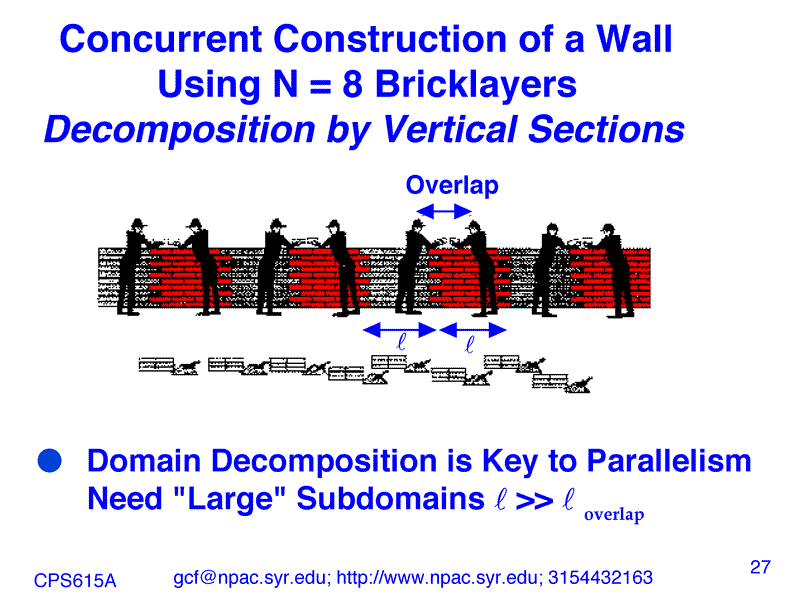 Concurrent Construction of a Wall
Using N = 8 Bricklayers
Decomposition by Vertical Sections
Overlap
ℓ ℓ
Domain Decomposition is Key to Parallelism
Need "Large" Subdomains ℓ >> ℓ overlap
CPS615A gcf@npac.syr.edu; http://www.npac.syr.edu; 3154432163 27